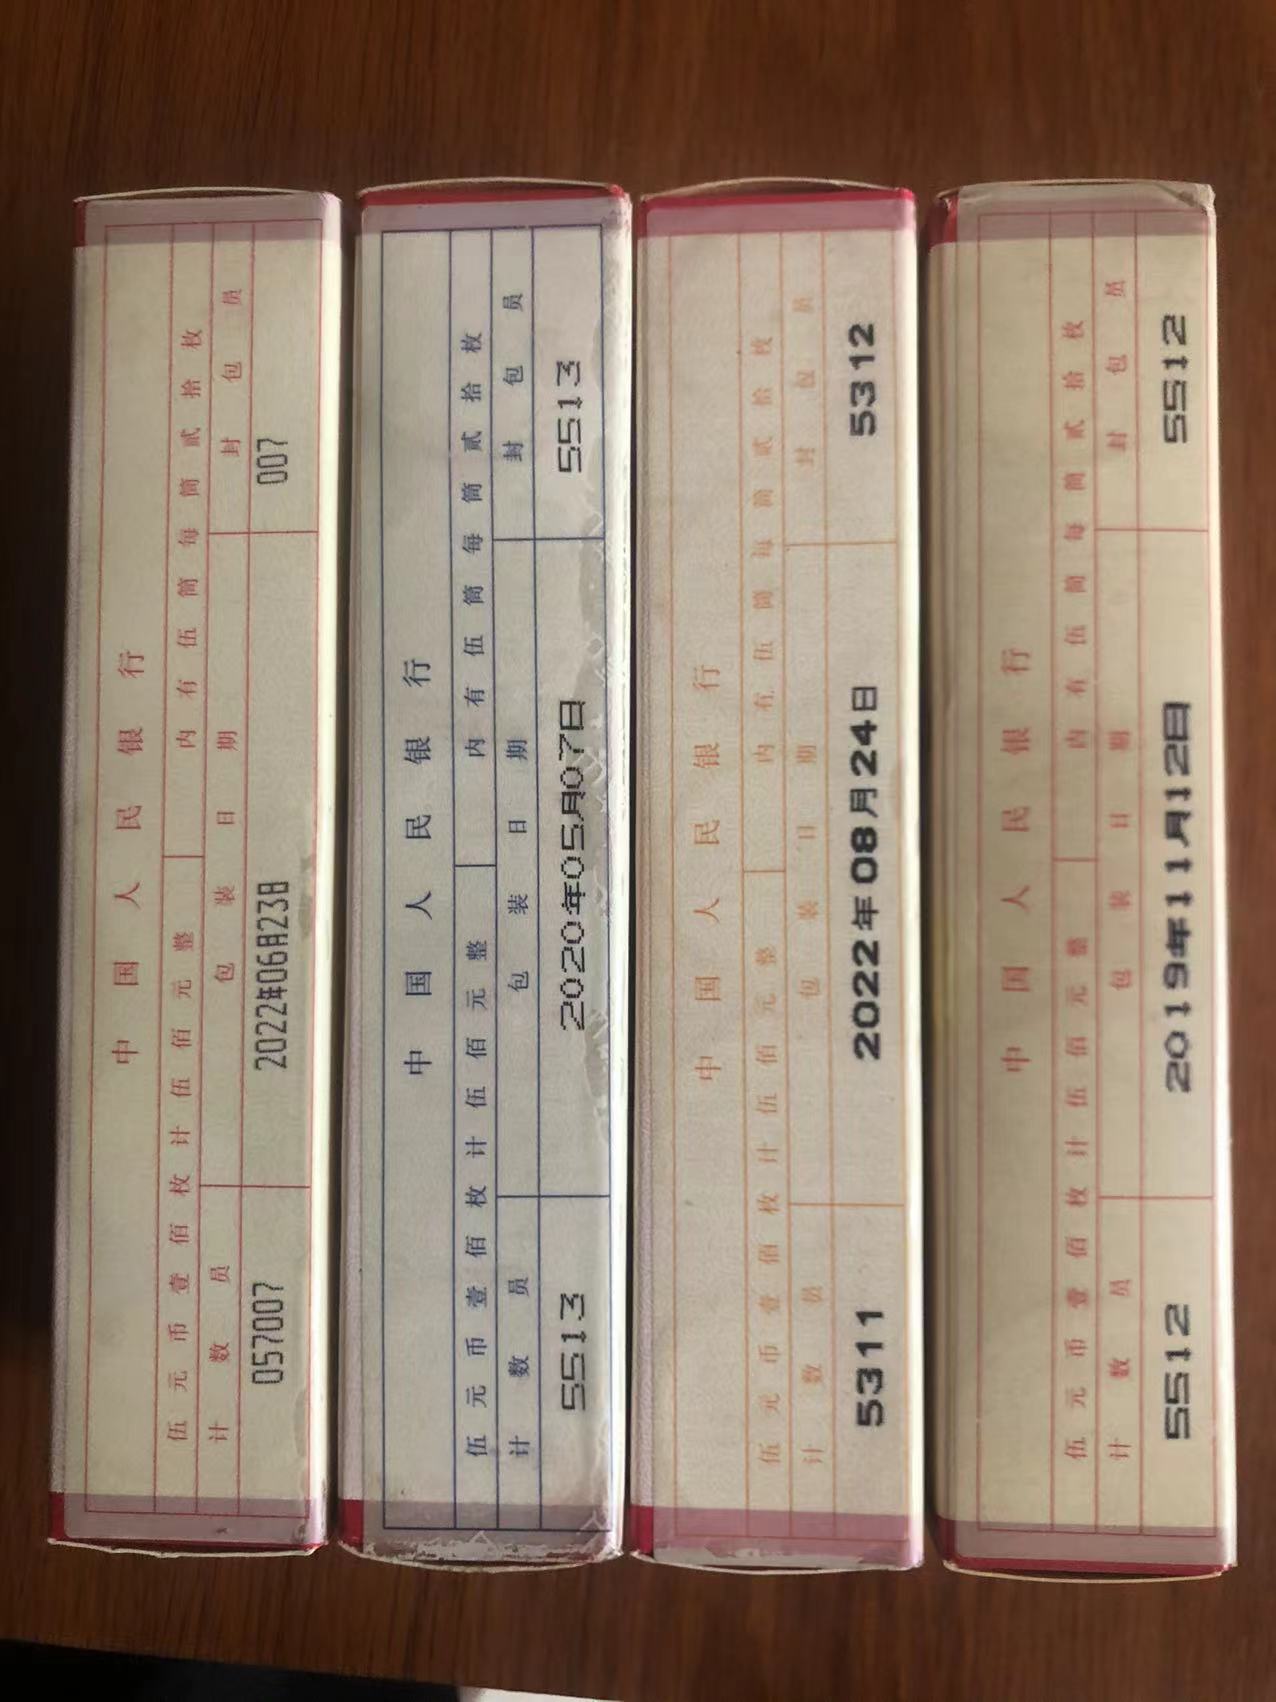 中国人民银行
伍元币壹佰枚计伍佰元整 内有伍筒每筒贰拾枚
计数员 包装日期 封包员
057007 2022年06月23日 007
中国人民银行
伍元币壹佰枚计伍佰元整 内有伍筒每筒贰拾枚
计数员 包装日期 封包员
5513 2020年05月07日 5513
中国人民银行
伍元币壹佰枚计伍佰元整 内有伍筒每筒贰拾枚
计数员 包装日期 封包员
5311 2022年08月24日 5312
中国人民银行
伍元币壹佰枚计伍佰元整 内有伍筒每筒贰拾枚
计数员 包装日期 封包员
5512 2019年11月12日 5512